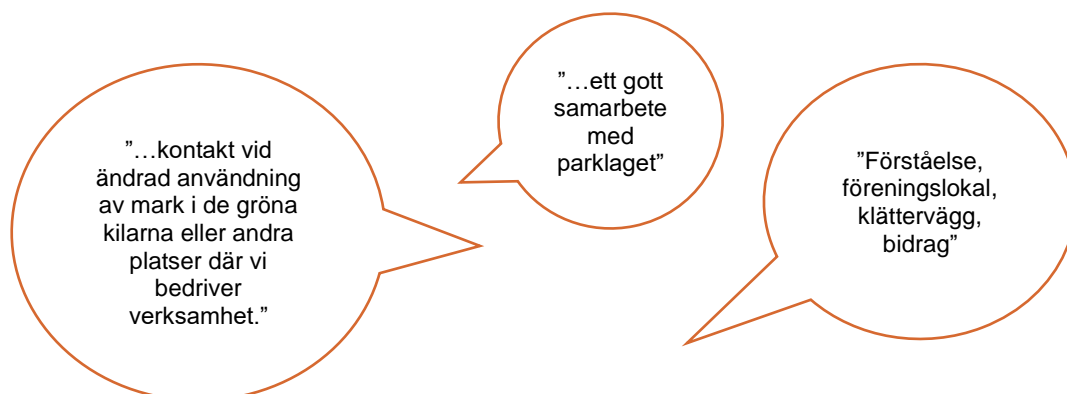 ”…kontakt vid
ändrad användning
av mark i de gröna
kilarna eller andra
platser där vi
bedriver
verksamhet.”
”…ett gott
samarbete
med
parklaget”
”Förståelse,
föreningslokal,
klättervägg,
bidrag”